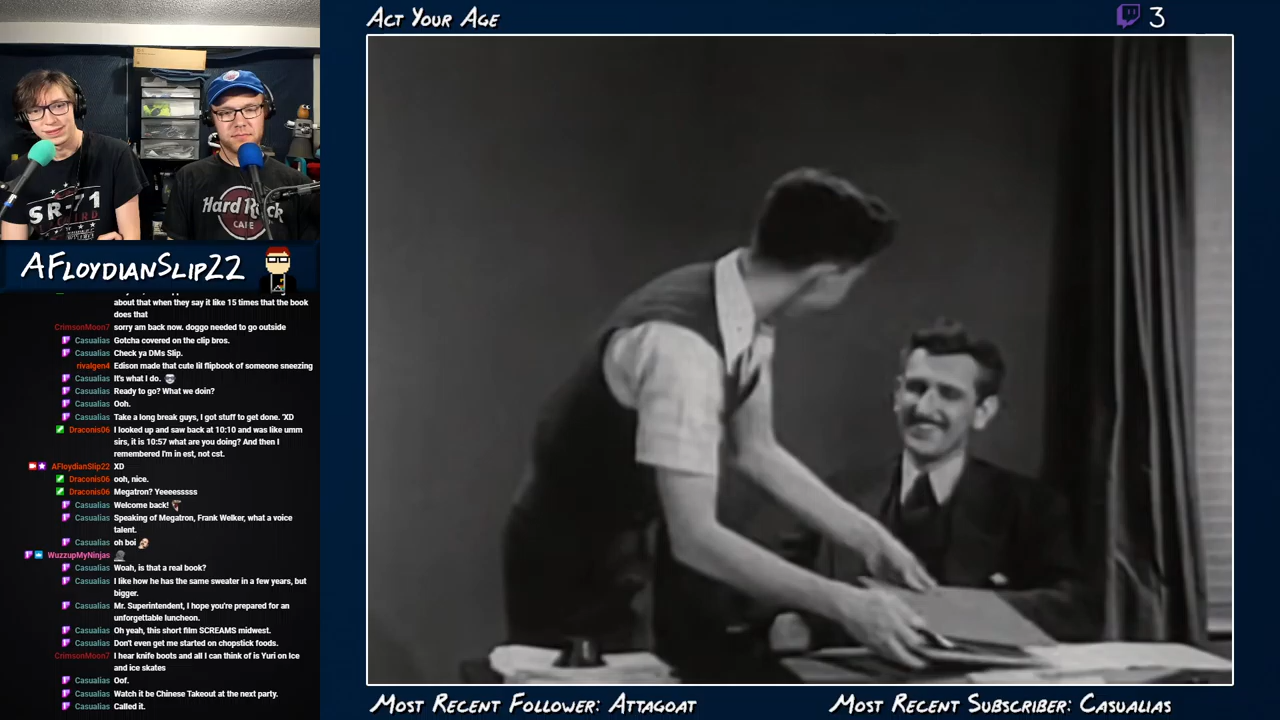 Act Your Age
3
SR-71
Hard Rock
CAFE
AFloydianSlip22
about that when they say it like 15 times that the book
does that
CrimsonMoon7 sorry am back now. doggo needed to go outside
Casualias Gotcha covered on the clip bros.
Casualias Check ya DMs Slip.
rivalgen4 Edison made that cute lil flipbook of someone sneezing
Casualias It's what I do.
Casualias Ready to go? What we doin?
Casualias Ooh.
Casualias Take a long break guys, I got stuff to get done. 'XD
Draconis06 I looked up and saw back at 10:10 and was like umm
sirs, it is 10:57 what are you doing? And then I
remembered I'm in est, not cst.
AFloydianSlip22 XD
Draconis06 ooh, nice.
Draconis06 Megatron? Yeeeesssss
Casualias Welcome back!
Casualias Speaking of Megatron, Frank Welker, what a voice
talent.
Casualias oh boi
WuzzupMyNinjas
Casualias Woah, is that a real book?
Casualias I like how he has the same sweater in a few years, but
bigger.
Casualias Mr. Superintendent, I hope you're prepared for an
unforgettable luncheon.
Casualias Oh yeah, this short film SCREAMS midwest.
Casualias Don't even get me started on chopstick foods.
CrimsonMoon7 I hear knife boots and all I can think of is Yuri on Ice
and ice skates
Casualias Oof.
Casualias Watch it be Chinese Takeout at the next party.
Casualias Called it.
Most Recent Follower: Attagoat
Most Recent Subscriber: Casualias